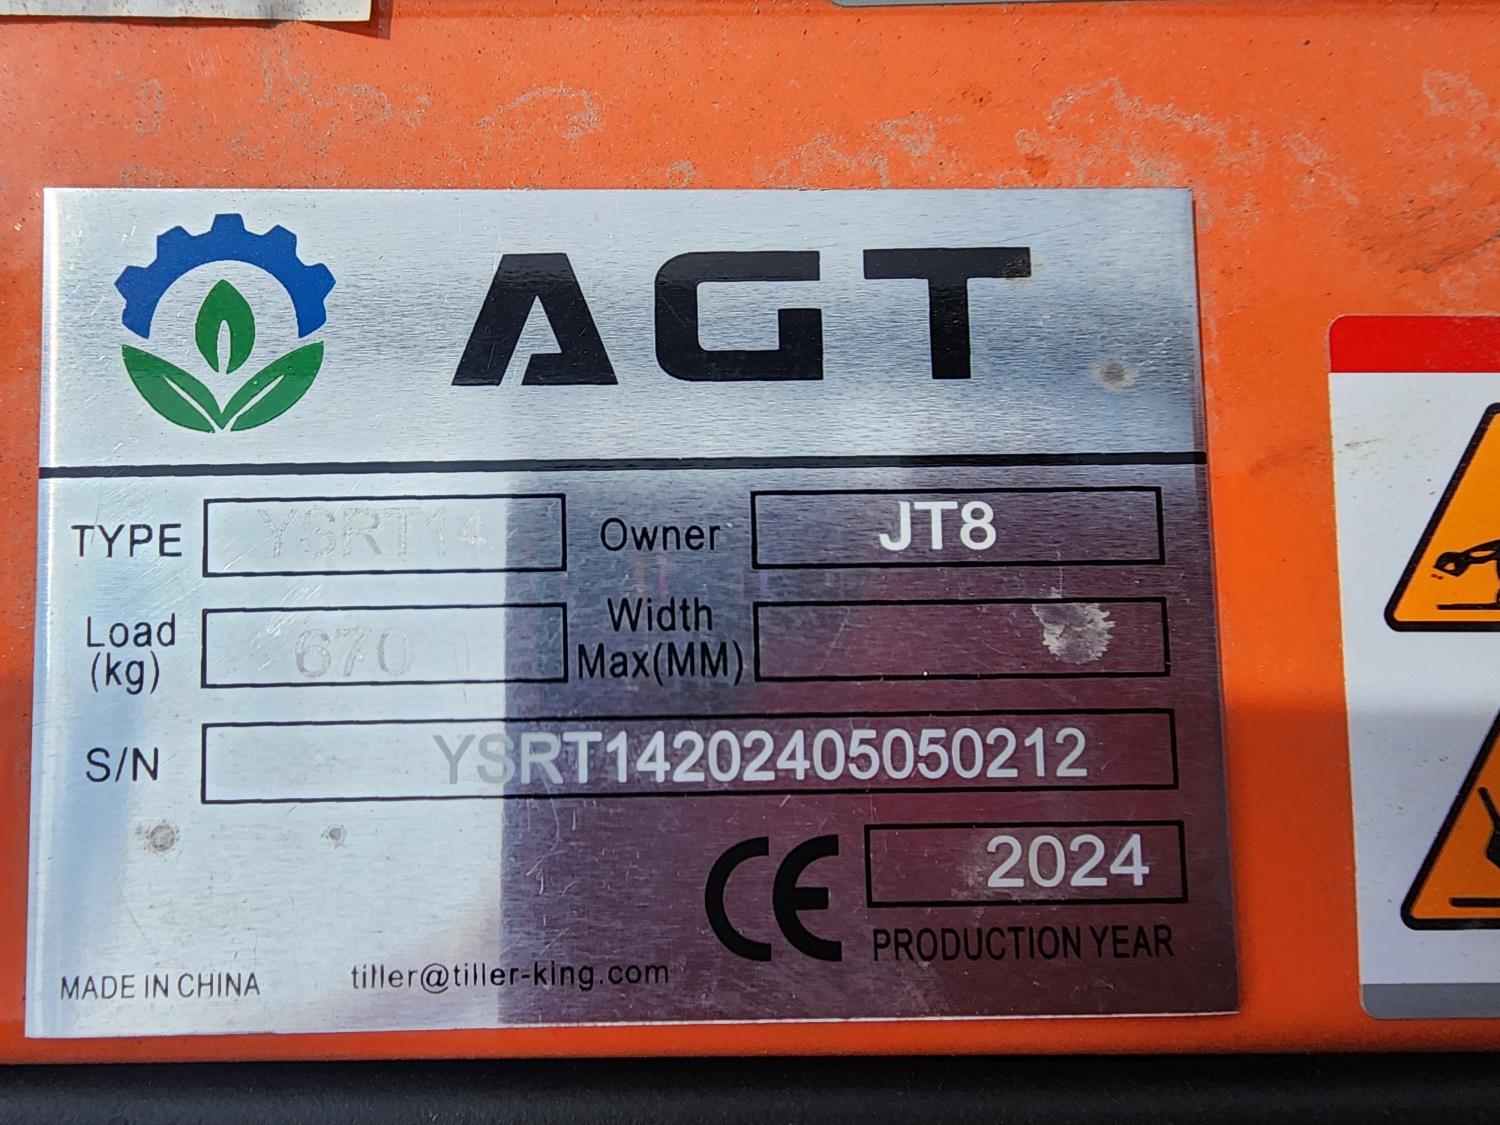 AGT
TYPE YSRT14 Owner JT8
Load (kg) 670 Width Max(MM)
S/N YSRT14202405050212
CE 2024
PRODUCTION YEAR
MADE IN CHINA tiller@tiller-king.com